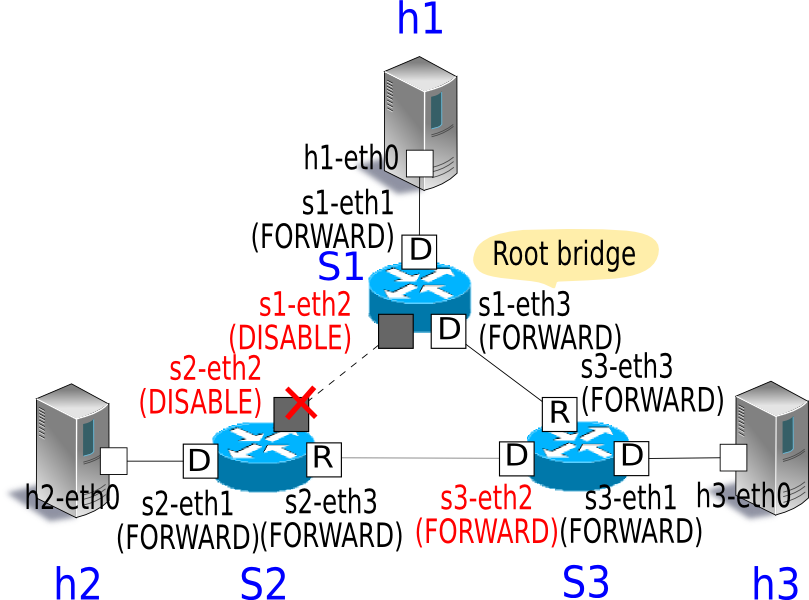 h1
h1-eth0
s1-eth1
(FORWARD)
D
S1
Root bridge
s1-eth2
(DISABLE)
D
s1-eth3
(FORWARD)
s2-eth2
(DISABLE)
s3-eth3
(FORWARD)
R
D
R
D
D
h2-eth0
s2-eth1
(FORWARD)
s2-eth3
(FORWARD)
s3-eth2
(FORWARD)
s3-eth1
(FORWARD)
h3-eth0
h2
S2
S3
h3